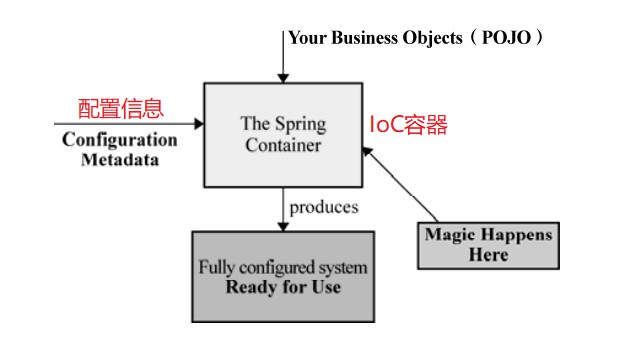 Your Business Objects（POJO）
配置信息
Configuration
Metadata
The Spring
Container
IoC容器
produces
Magic Happens
Here
Fully configured system
Ready for Use